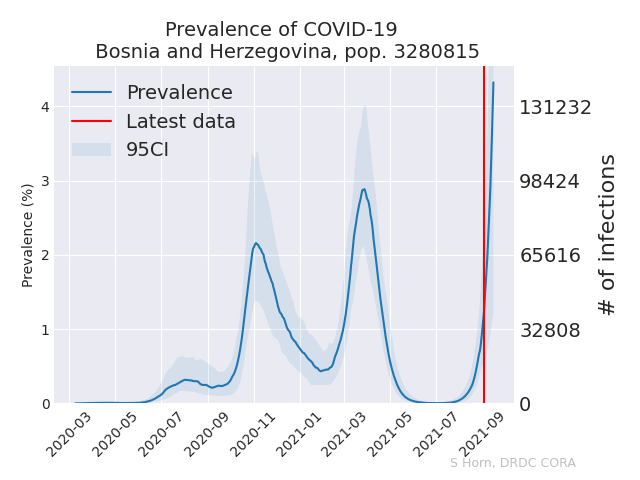 Prevalence of COVID-19
Bosnia and Herzegovina, pop. 3280815
Prevalence
Latest data
95CI
Prevalence (%)
4
3
2
1
0
131232
98424
65616
32808
0
# of infections
2020-03
2020-05
2020-07
2020-09
2020-11
2021-01
2021-03
2021-05
2021-07
2021-09
S Horn, DRDC CORA